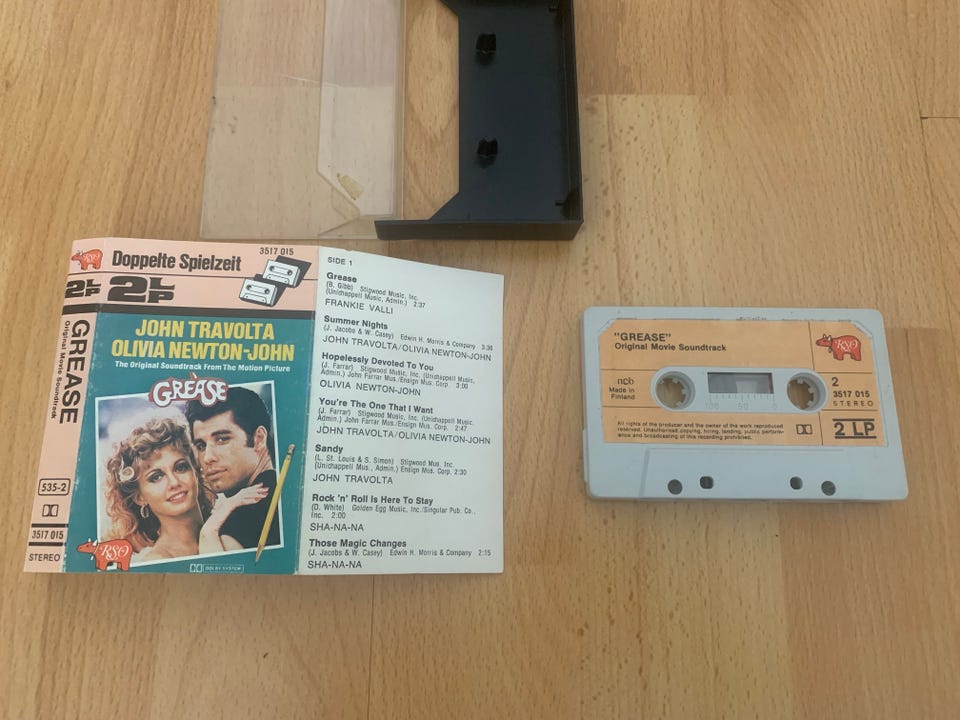 RSO
2LP
GREASE
Original Movie Soundtrack
535-2
3517 015
STEREO
Doppelte Spielzeit
3517 015
2LP
JOHN TRAVOLTA
OLIVIA NEWTON-JOHN
The Original Soundtrack From The Motion Picture
GREASE
RSO
DOLBY SYSTEM
SIDE 1
Grease
(B. Gibb) Stigwood Music, Inc.
(Unichappell Music, Admin.) 2:37
FRANKIE VALLI
Summer Nights
(J. Jacobs & W. Casey) Edwin H. Morris & Company 3:36
JOHN TRAVOLTA/OLIVIA NEWTON-JOHN
Hopelessly Devoted To You
(J. Farrar) Stigwood Music, Inc. (Unichappell Music,
Admin.) John Farrar Mus./Ensign Mus. Corp. 3:00
OLIVIA NEWTON-JOHN
You're The One That I Want
(J. Farrar) Stigwood Music, Inc. (Unichappell Mus.
Admin.) John Farrar Mus./Ensign Mus. Corp. 2:47
JOHN TRAVOLTA/OLIVIA NEWTON-JOHN
Sandy
(L. St. Louis & S. Simon) Stigwood Mus. Inc.
(Unichappell Mus., Admin.) Ensign Mus. Corp. 2:30
JOHN TRAVOLTA
Rock 'n' Roll Is Here To Stay
(D. White) Golden Egg Music, Inc./Singular Pub. Co.,
Inc. 2:00
SHA-NA-NA
Those Magic Changes
(J. Jacobs & W. Casey) Edwin H. Morris & Company 2:15
SHA-NA-NA
"GREASE"
Original Movie Soundtrack
RSO
ncb
Made in
Finland
100 50
2
3517 015
STEREO
All rights of the producer and the owner of the work reproduced
reserved. Unauthorised copying, hiring, lending, public perform-
ance and broadcasting of this recording prohibited.
2 LP